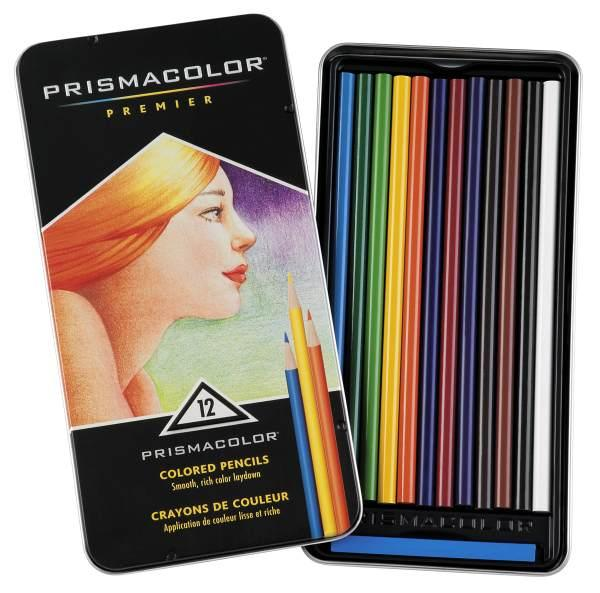 PRISMACOLOR®
PREMIER
12
PRISMACOLOR®
COLORED PENCILS
Smooth, rich color laydown
CRAYONS DE COULEUR
Application de couleur lisse et riche
PRISMACOLOR